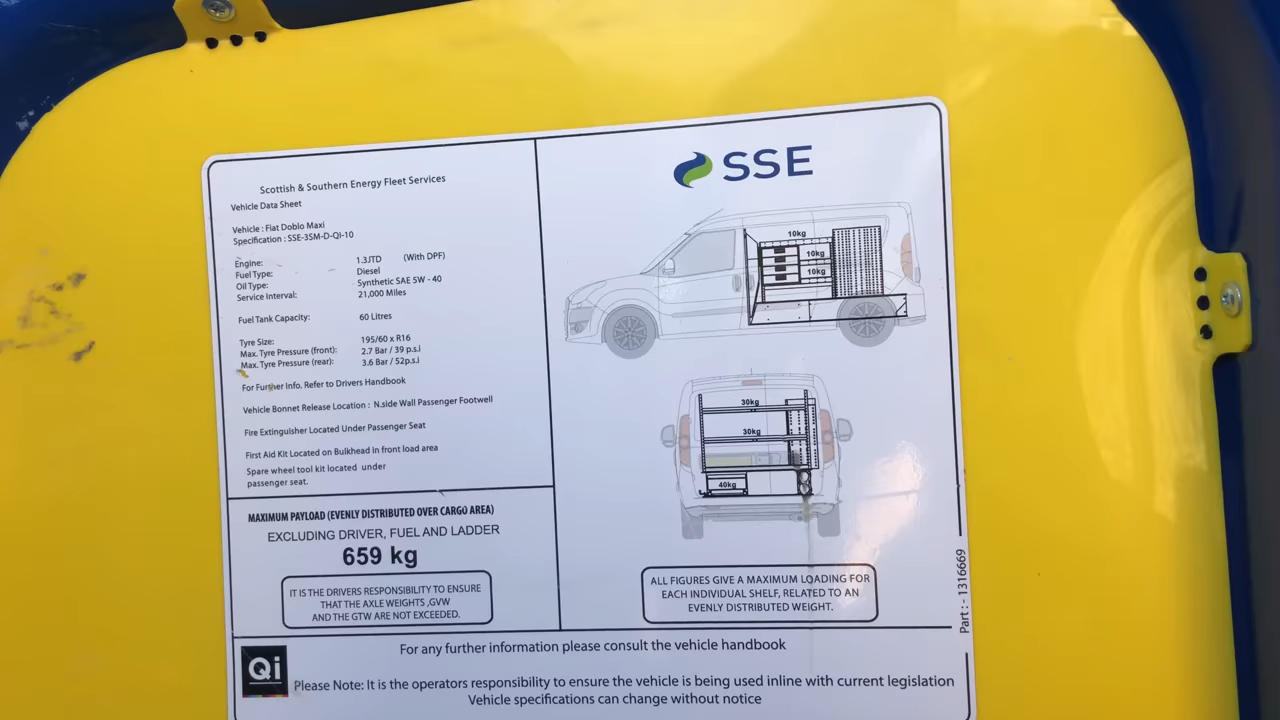 Scottish & Southern Energy Fleet Services
Vehicle Data Sheet
Vehicle : Fiat Doblo Maxi
Specification : SSE-3SM-D-QI-10
Engine: 1.3JTD (With DPF)
Fuel Type: Diesel
Oil Type: Synthetic SAE 5W - 40
Service Interval: 21,000 Miles
Fuel Tank Capacity: 60 Litres
Tyre Size: 195/60 x R16
Max. Tyre Pressure (front): 2.7 Bar / 39 p.s.i
Max. Tyre Pressure (rear): 3.6 Bar / 52p.s.i
For Further Info. Refer to Drivers Handbook
Vehicle Bonnet Release Location : N.side Wall Passenger Footwell
Fire Extinguisher Located Under Passenger Seat
First Aid Kit Located on Bulkhead in front load area
Spare wheel tool kit located under
passenger seat.
MAXIMUM PAYLOAD (EVENLY DISTRIBUTED OVER CARGO AREA)
EXCLUDING DRIVER, FUEL AND LADDER
659 kg
IT IS THE DRIVERS RESPONSIBILITY TO ENSURE
THAT THE AXLE WEIGHTS ,GVW
AND THE GTW ARE NOT EXCEEDED.
SSE
10kg
10kg
10kg
30kg
30kg
40kg
ALL FIGURES GIVE A MAXIMUM LOADING FOR
EACH INDIVIDUAL SHELF, RELATED TO AN
EVENLY DISTRIBUTED WEIGHT.
Part : - 1316669
Qi
For any further information please consult the vehicle handbook
Please Note: It is the operators responsibility to ensure the vehicle is being used inline with current legislation
Vehicle specifications can change without notice